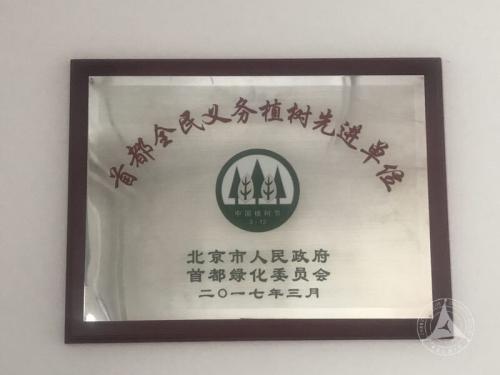 首都全民义务植树先进单位
中国植树节
3·12
北京市人民政府
首都绿化委员会
二〇一七年三月